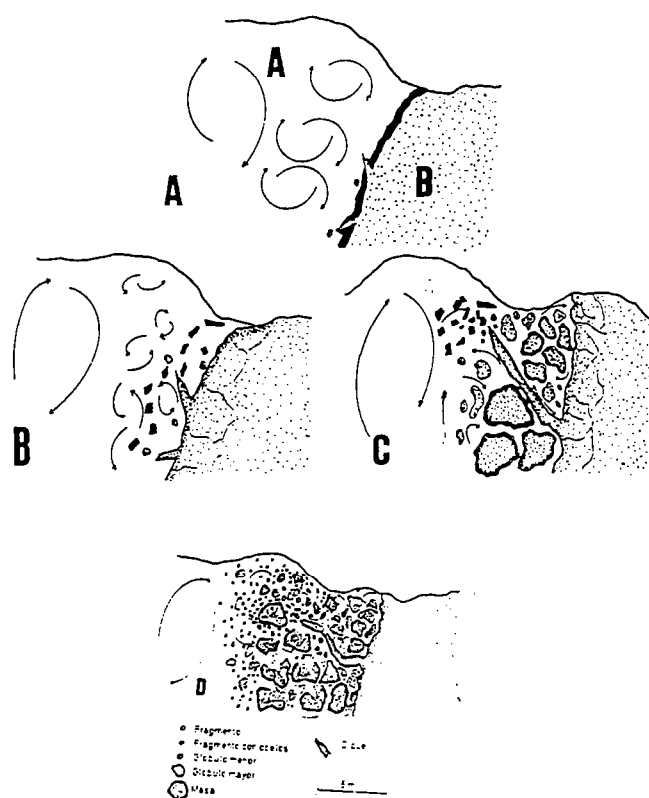 A
A
B
B
C
D
Fragmento
Fragmento con ocelos
Glóbulo menor
Glóbulo mayor
Masa
Dique